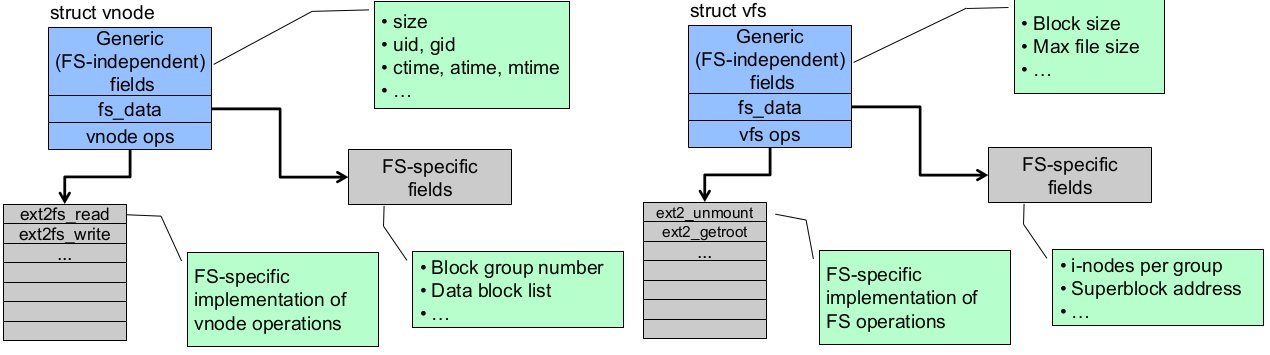 struct vnode
Generic
(FS-independent)
fields
fs_data
vnode ops
• size
• uid, gid
• ctime, atime, mtime
• …
FS-specific
fields
ext2fs_read
ext2fs_write
...
FS-specific
implementation of
vnode operations
• Block group number
• Data block list
• …
struct vfs
Generic
(FS-independent)
fields
fs_data
vfs ops
• Block size
• Max file size
• …
FS-specific
fields
ext2_unmount
ext2_getroot
...
FS-specific
implementation of
FS operations
• i-nodes per group
• Superblock address
• …